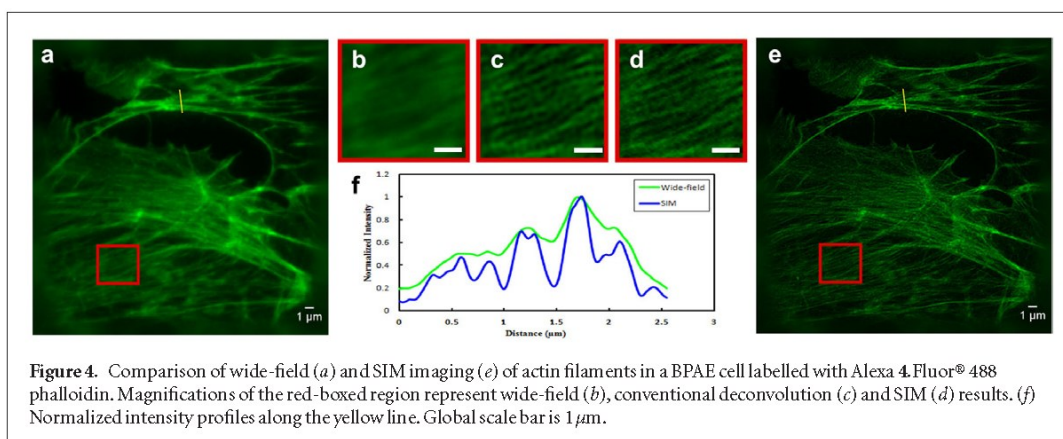 a
b
c
d
e
f
1.2
1
0.8
0.6
0.4
0.2
0
Normalized Intensity
Wide-field
SIM
0
0.5
1
1.5
2
2.5
3
Distance (µm)
1 µm
1 µm
Figure 4. Comparison of wide-field (a) and SIM imaging (e) of actin filaments in a BPAE cell labelled with Alexa 4.Fluor® 488
phalloidin. Magnifications of the red-boxed region represent wide-field (b), conventional deconvolution (c) and SIM (d) results. (f)
Normalized intensity profiles along the yellow line. Global scale bar is 1 µm.